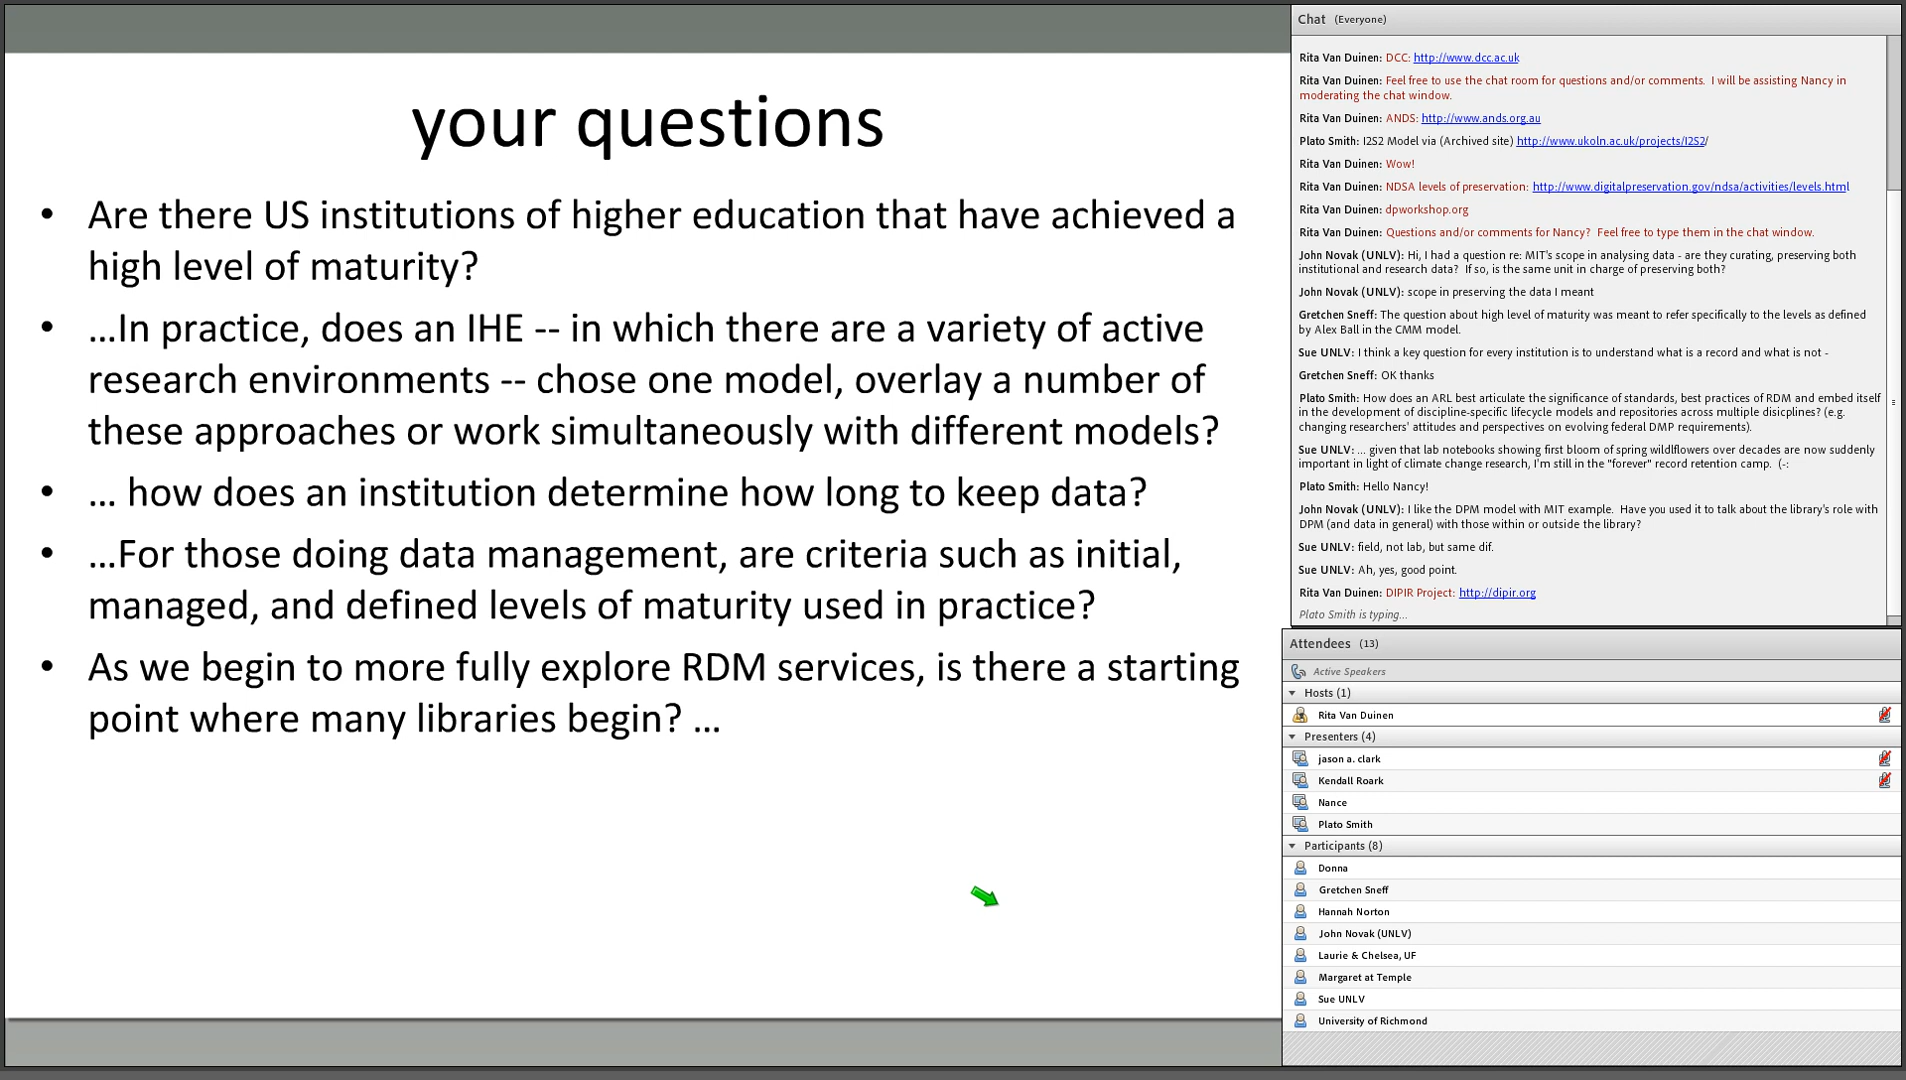 your questions
• Are there US institutions of higher education that have achieved a
high level of maturity?
• …In practice, does an IHE -- in which there are a variety of active
research environments -- chose one model, overlay a number of
these approaches or work simultaneously with different models?
• … how does an institution determine how long to keep data?
• …For those doing data management, are criteria such as initial,
managed, and defined levels of maturity used in practice?
• As we begin to more fully explore RDM services, is there a starting
point where many libraries begin? …
Chat (Everyone)
Rita Van Duinen: DCC: http://www.dcc.ac.uk
Rita Van Duinen: Feel free to use the chat room for questions and/or comments. I will be assisting Nancy in
moderating the chat window.
Rita Van Duinen: ANDS: http://www.ands.org.au
Plato Smith: I2S2 Model via (Archived site) http://www.ukoln.ac.uk/projects/I2S2/
Rita Van Duinen: Wow!
Rita Van Duinen: NDSA levels of preservation: http://www.digitalpreservation.gov/ndsa/activities/levels.html
Rita Van Duinen: dpworkshop.org
Rita Van Duinen: Questions and/or comments for Nancy? Feel free to type them in the chat window.
John Novak (UNLV): Hi, I had a question re: MIT's scope in analysing data - are they curating, preserving both
institutional and research data? If so, is the same unit in charge of preserving both?
John Novak (UNLV): scope in preserving the data I meant
Gretchen Sneff: The question about high level of maturity was meant to refer specifically to the levels as defined
by Alex Ball in the CMM model.
Sue UNLV: I think a key question for every institution is to understand what is a record and what is not -
Gretchen Sneff: OK thanks
Plato Smith: How does an ARL best articulate the significance of standards, best practices of RDM and embed itself
in the development of discipline-specific lifecycle models and repositories across multiple disicplines? (e.g.
changing researchers' attitudes and perspectives on evolving federal DMP requirements).
Sue UNLV: ... given that lab notebooks showing first bloom of spring wildlflowers over decades are now suddenly
important in light of climate change research, I'm still in the "forever" record retention camp. (-:
Plato Smith: Hello Nancy!
John Novak (UNLV): I like the DPM model with MIT example. Have you used it to talk about the library's role with
DPM (and data in general) with those within or outside the library?
Sue UNLV: field, not lab, but same dif.
Sue UNLV: Ah, yes, good point.
Rita Van Duinen: DIPIR Project: http://dipir.org
Plato Smith is typing...
Attendees (13)
Active Speakers
Hosts (1)
Rita Van Duinen
Presenters (4)
jason a. clark
Kendall Roark
Nance
Plato Smith
Participants (8)
Donna
Gretchen Sneff
Hannah Norton
John Novak (UNLV)
Laurie & Chelsea, UF
Margaret at Temple
Sue UNLV
University of Richmond